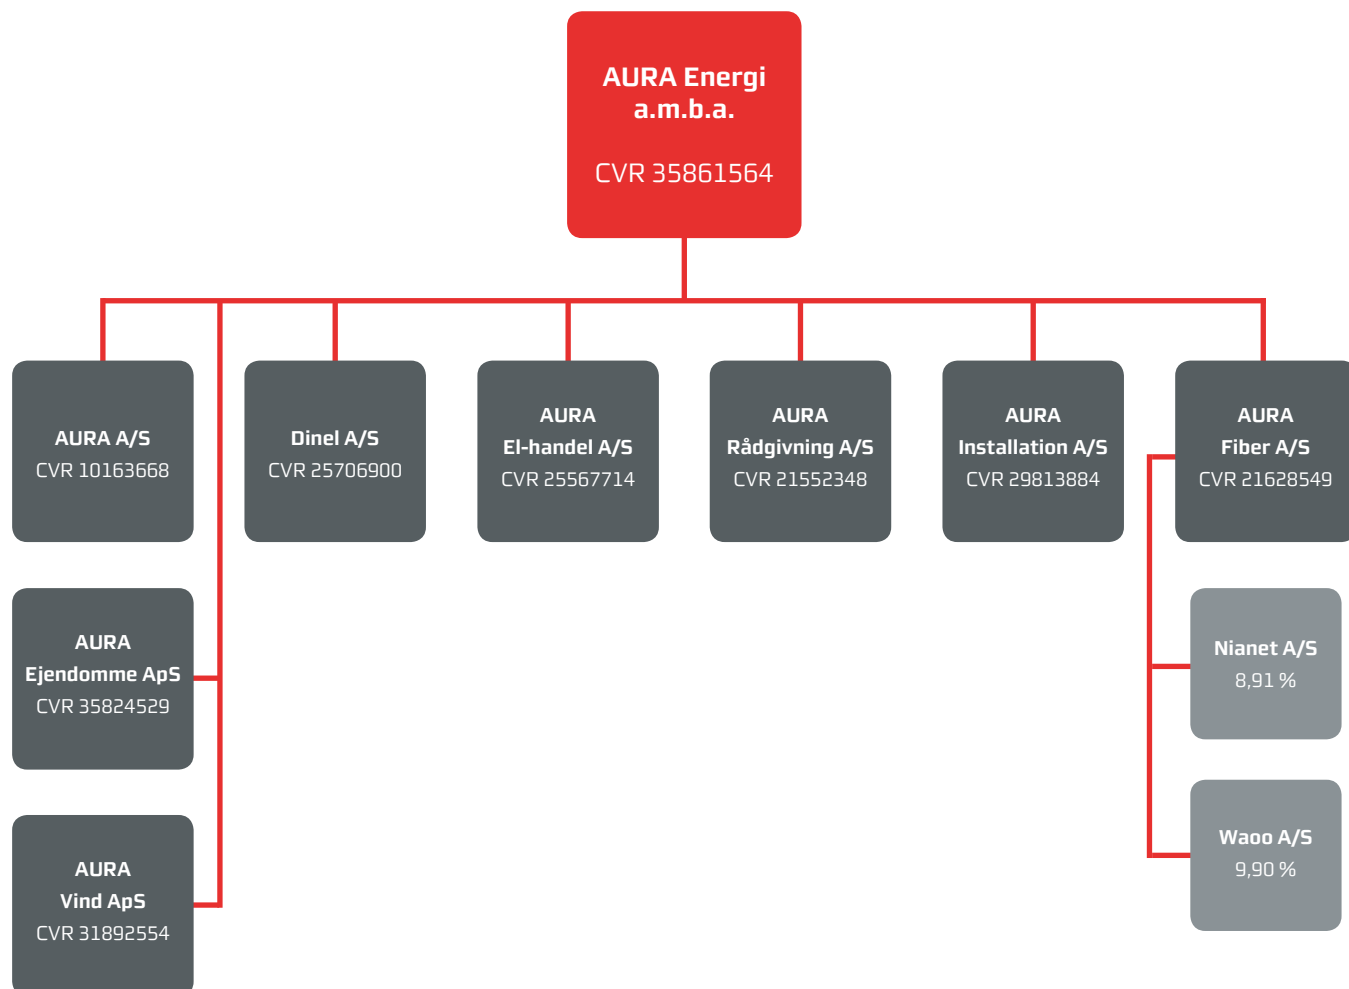 AURA Energi
a.m.b.a.
CVR 35861564
AURA A/S
CVR 10163668
Dinel A/S
CVR 25706900
AURA
El-handel A/S
CVR 25567714
AURA
Rådgivning A/S
CVR 21552348
AURA
Installation A/S
CVR 29813884
AURA
Fiber A/S
CVR 21628549
AURA
Ejendomme ApS
CVR 35824529
Nianet A/S
8,91 %
AURA
Vind ApS
CVR 31892554
Waoo A/S
9,90 %